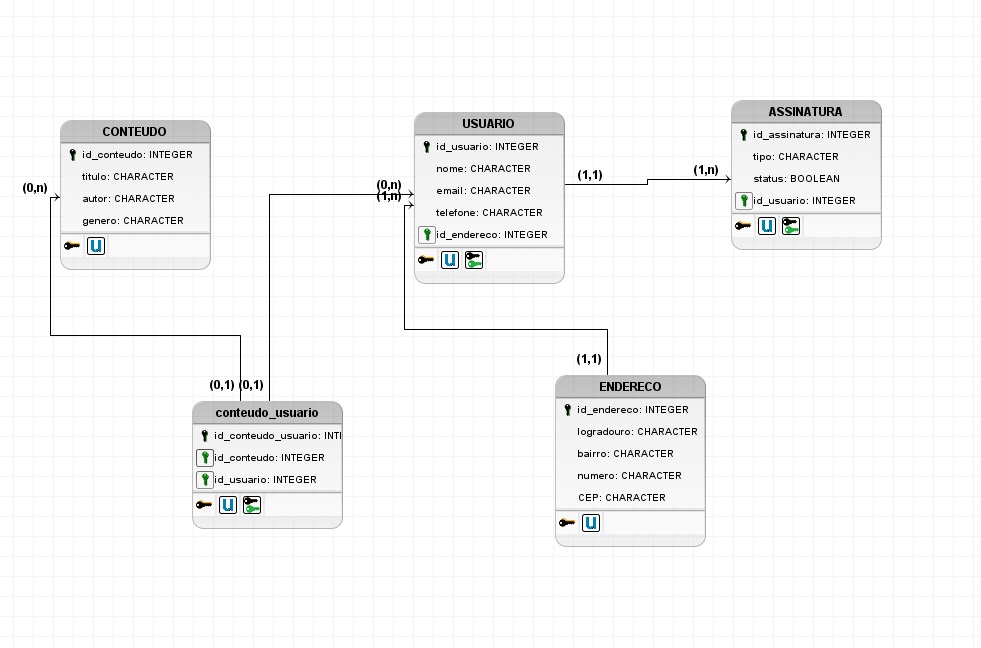 CONTEUDO
id_conteudo: INTEGER
titulo: CHARACTER
autor: CHARACTER
genero: CHARACTER
U
(0,n)
USUARIO
id_usuario: INTEGER
nome: CHARACTER
email: CHARACTER
telefone: CHARACTER
id_endereco: INTEGER
U
(0,n)
(1,n)
(1,1)
(1,n)
ASSINATURA
id_assinatura: INTEGER
tipo: CHARACTER
status: BOOLEAN
id_usuario: INTEGER
U
(0,1) (0,1)
conteudo_usuario
id_conteudo_usuario: INTI
id_conteudo: INTEGER
id_usuario: INTEGER
U
(1,1)
ENDERECO
id_endereco: INTEGER
logradouro: CHARACTER
bairro: CHARACTER
numero: CHARACTER
CEP: CHARACTER
U